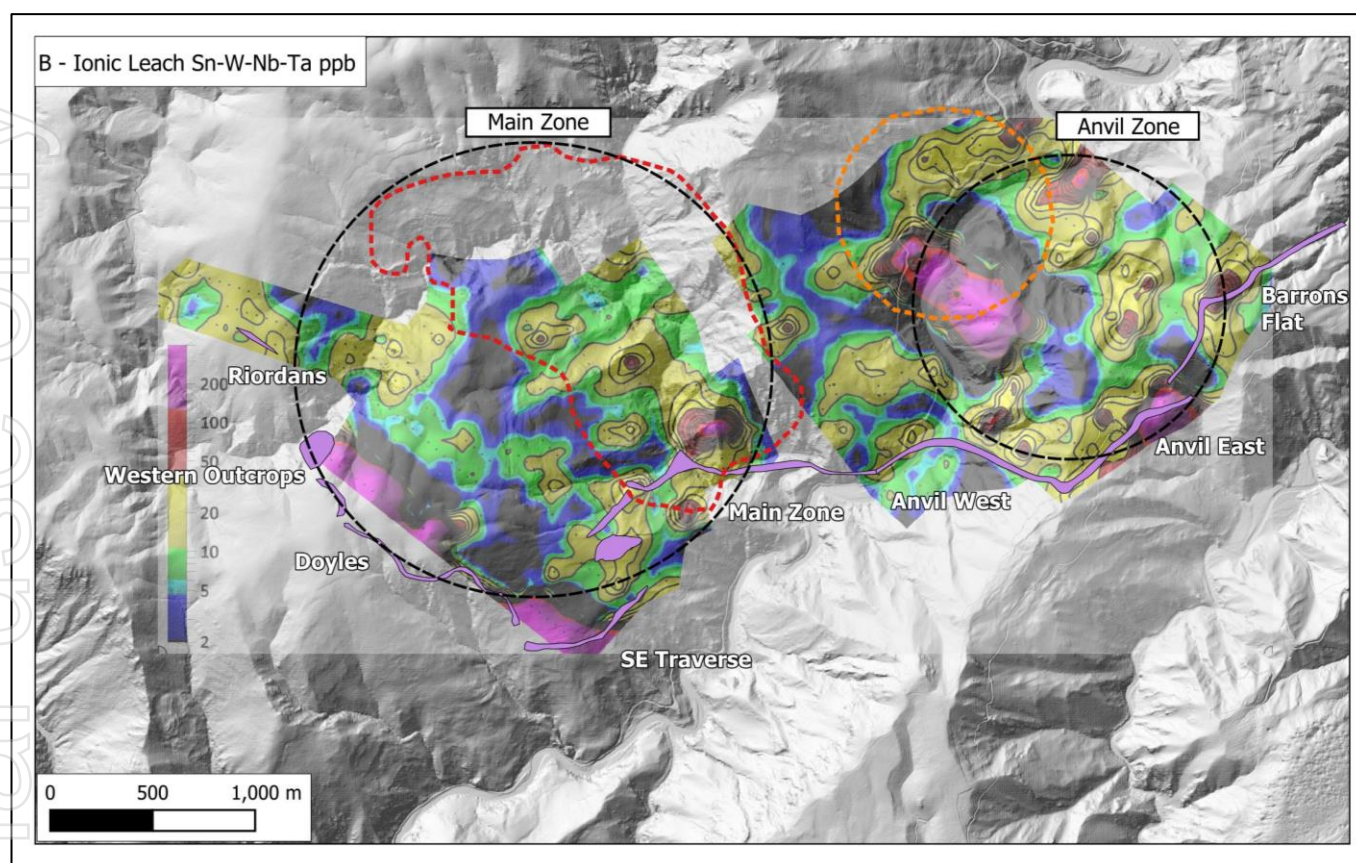 B - Ionic Leach Sn-W-Nb-Ta ppb
Main Zone
Anvil Zone
Barrons
Flat
Riordans
200
100
50
Western Outcrops
20
Anvil East
Anvil West
Main Zone
10
Doyles
5
2
SE Traverse
0 500 1,000 m